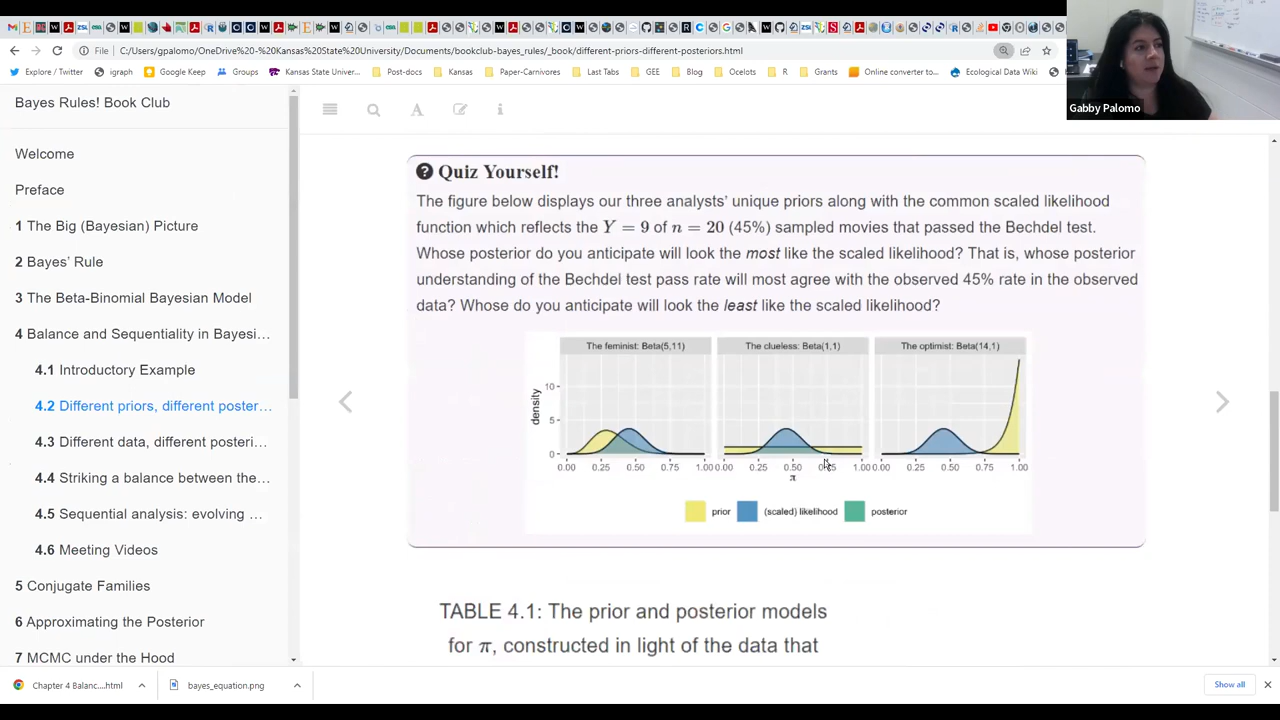 File C:/Users/gpalomo/OneDrive%20-%20Kansas%20State%20University/Documents/bookclub-bayes_rules/_book/different-priors-different-posteriors.html
Explore / Twitter igraph Google Keep Groups Kansas State Univer... Post-docs Kansas Paper-Carnivores Last Tabs GEE Blog Ocelots R Grants Online converter to... Ecological Data Wiki
Gabby Palomo
Bayes Rules! Book Club
Welcome
Preface
1 The Big (Bayesian) Picture
2 Bayes' Rule
3 The Beta-Binomial Bayesian Model
4 Balance and Sequentiality in Bayesi...
4.1 Introductory Example
4.2 Different priors, different poster...
4.3 Different data, different posteri...
4.4 Striking a balance between the...
4.5 Sequential analysis: evolving ...
4.6 Meeting Videos
5 Conjugate Families
6 Approximating the Posterior
7 MCMC under the Hood
Quiz Yourself!
The figure below displays our three analysts' unique priors along with the common scaled likelihood
function which reflects the Y = 9 of n = 20 (45%) sampled movies that passed the Bechdel test.
Whose posterior do you anticipate will look the most like the scaled likelihood? That is, whose posterior
understanding of the Bechdel test pass rate will most agree with the observed 45% rate in the observed
data? Whose do you anticipate will look the least like the scaled likelihood?
The feminist: Beta(5,11) The clueless: Beta(1,1) The optimist: Beta(14,1)
density
10
5
0
0.00 0.25 0.50 0.75 1.00 0.00 0.25 0.50 0.75 1.00 0.00 0.25 0.50 0.75 1.00
π
prior (scaled) likelihood posterior
TABLE 4.1: The prior and posterior models
for π, constructed in light of the data that
Chapter 4 Balanc....html
bayes_equation.png
Show all